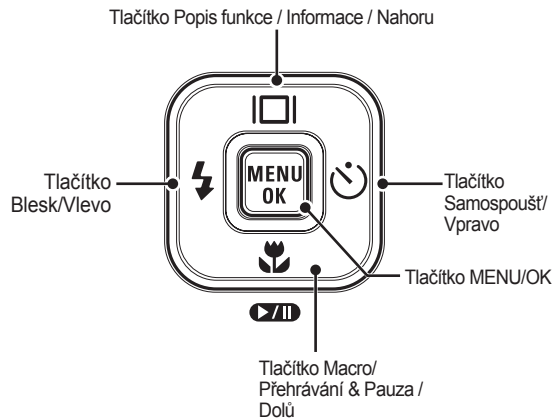 Tlačítko Popis funkce / Informace / Nahoru
Tlačítko
Blesk/Vlevo
MENU
OK
Tlačítko
Samospoušť/
Vpravo
Tlačítko MENU/OK
Tlačítko Macro/
Přehrávání & Pauza /
Dolů